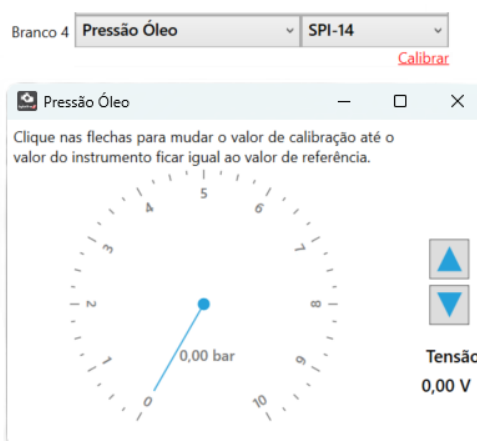 Branco 4 Pressão Óleo SPI-14
Calibrar
Pressão Óleo
Clique nas flechas para mudar o valor de calibração até o
valor do instrumento ficar igual ao valor de referência.
5
4 6
3 7
2 8
1 9
0,00 bar
0 10
Tensão
0,00 V